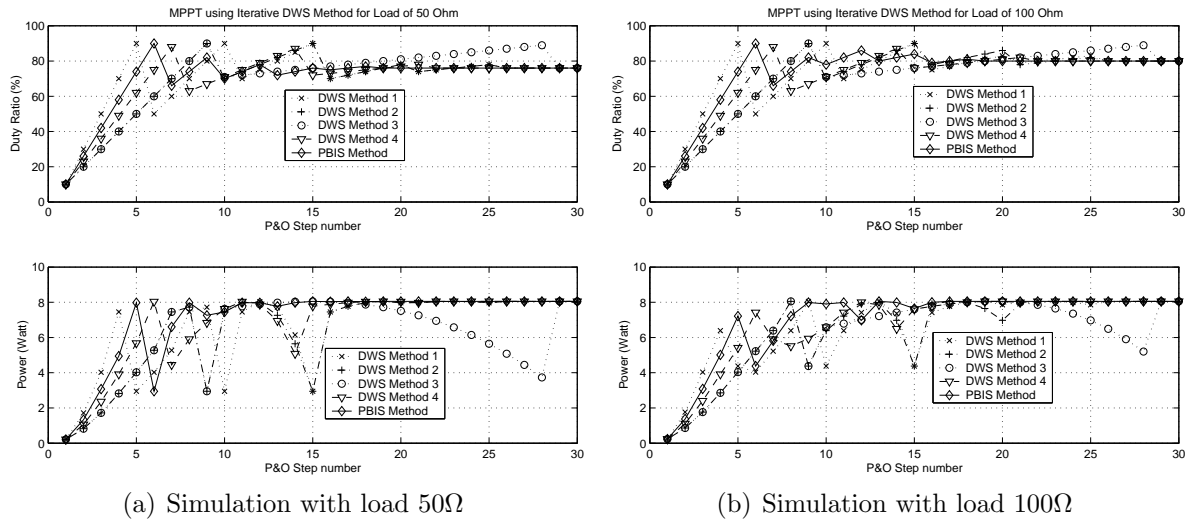 MPPT using Iterative DWS Method for Load of 50 Ohm
100
80
60
40
20
0
Duty Ratio (%)
DWS Method 1
DWS Method 2
DWS Method 3
DWS Method 4
PBIS Method
0 5 10 15 20 25 30
P&O Step number
10
8
6
4
2
0
Power (Watt)
DWS Method 1
DWS Method 2
DWS Method 3
DWS Method 4
PBIS Method
0 5 10 15 20 25 30
P&O Step number
(a) Simulation with load 50Ω
MPPT using Iterative DWS Method for Load of 100 Ohm
100
80
60
40
20
0
Duty Ratio (%)
DWS Method 1
DWS Method 2
DWS Method 3
DWS Method 4
PBIS Method
0 5 10 15 20 25 30
P&O Step number
10
8
6
4
2
0
Power (Watt)
DWS Method 1
DWS Method 2
DWS Method 3
DWS Method 4
PBIS Method
0 5 10 15 20 25 30
P&O Step number
(b) Simulation with load 100Ω